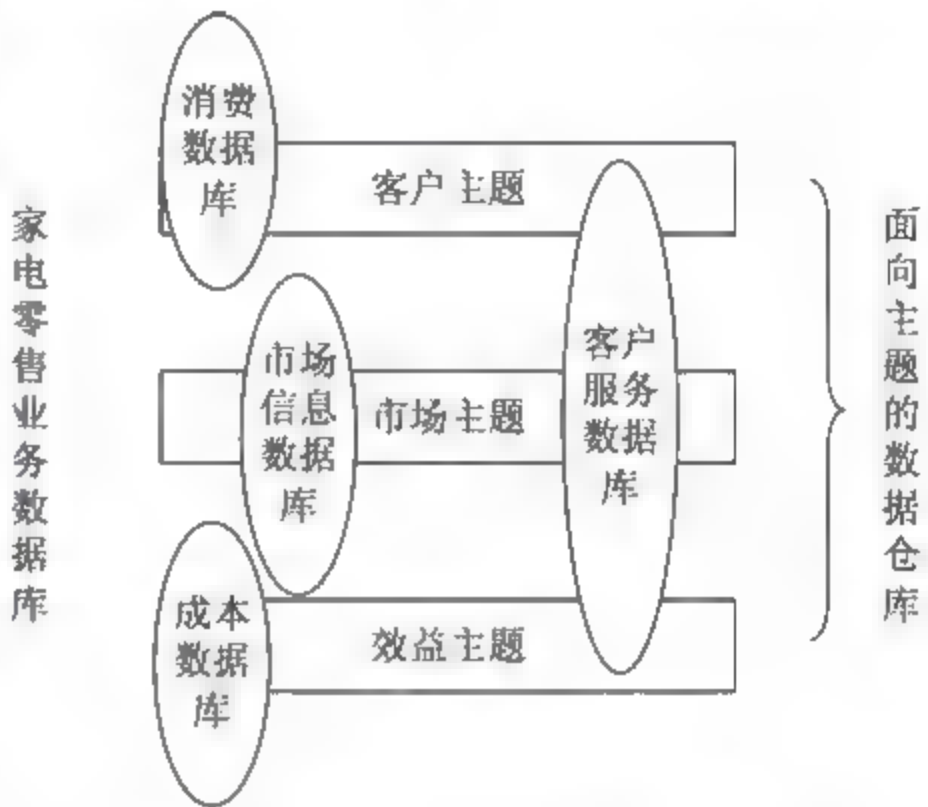 家电零售业务数据库
消费
数据
库
客户主题
市场
信息
数据
库
市场主题
客户
服务
数据
库
成本
数据
库
效益主题
面向主题的数据仓库